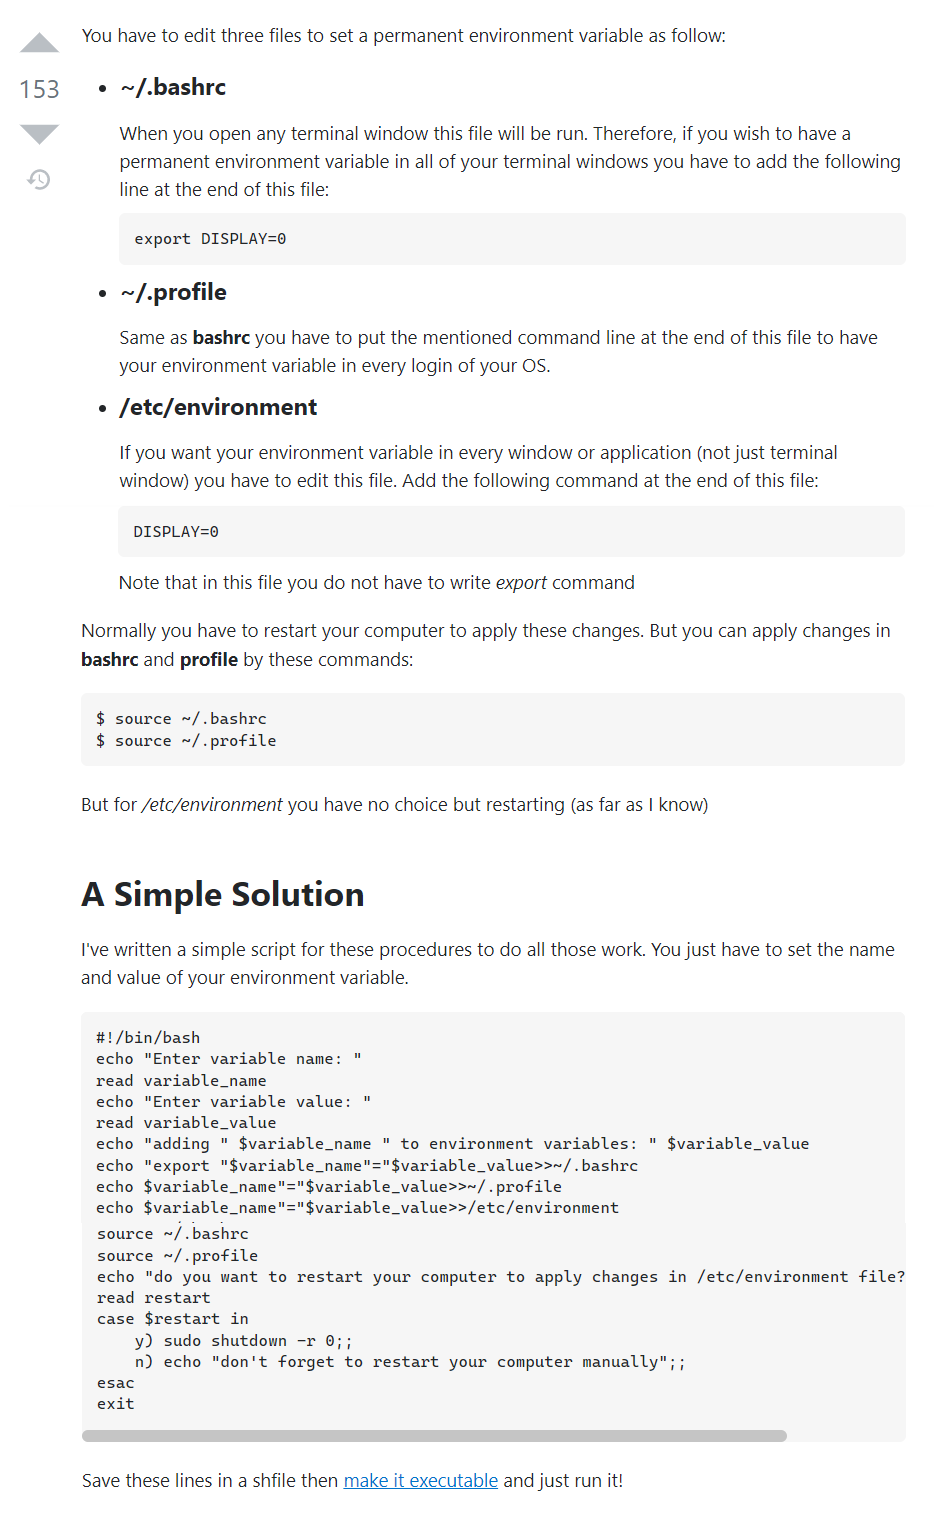 You have to edit three files to set a permanent environment variable as follow:
153
• ~/.bashrc
When you open any terminal window this file will be run. Therefore, if you wish to have a
permanent environment variable in all of your terminal windows you have to add the following
line at the end of this file:
export DISPLAY=0
• ~/.profile
Same as bashrc you have to put the mentioned command line at the end of this file to have
your environment variable in every login of your OS.
• /etc/environment
If you want your environment variable in every window or application (not just terminal
window) you have to edit this file. Add the following command at the end of this file:
DISPLAY=0
Note that in this file you do not have to write export command
Normally you have to restart your computer to apply these changes. But you can apply changes in
bashrc and profile by these commands:
$ source ~/.bashrc
$ source ~/.profile
But for /etc/environment you have no choice but restarting (as far as I know)
A Simple Solution
I've written a simple script for these procedures to do all those work. You just have to set the name
and value of your environment variable.
#!/bin/bash
echo "Enter variable name: "
read variable_name
echo "Enter variable value: "
read variable_value
echo "adding " $variable_name " to environment variables: " $variable_value
echo "export "$variable_name"="$variable_value>>~/.bashrc
echo $variable_name"="$variable_value>>~/.profile
echo $variable_name"="$variable_value>>/etc/environment
source ~/.bashrc
source ~/.profile
echo "do you want to restart your computer to apply changes in /etc/environment file?
read restart
case $restart in
    y) sudo shutdown -r 0;;
    n) echo "don't forget to restart your computer manually";;
esac
exit
Save these lines in a shfile then make it executable and just run it!